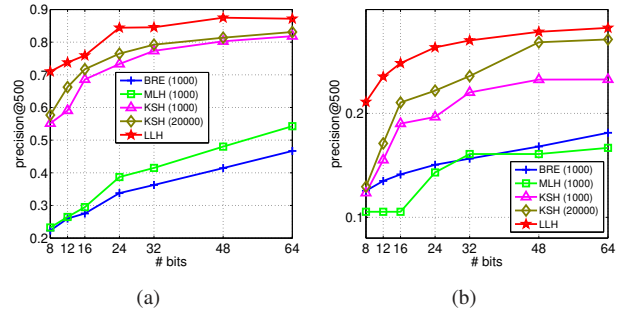 precision@500
0.9
0.8
0.7
0.6
0.5
0.4
0.3
0.2
8 12 16 24 32 48 64
# bits
BRE (1000)
MLH (1000)
KSH (1000)
KSH (20000)
LLH
(a)
precision@500
0.2
0.1
8 12 16 24 32 48 64
# bits
BRE (1000)
MLH (1000)
KSH (1000)
KSH (20000)
LLH
(b)